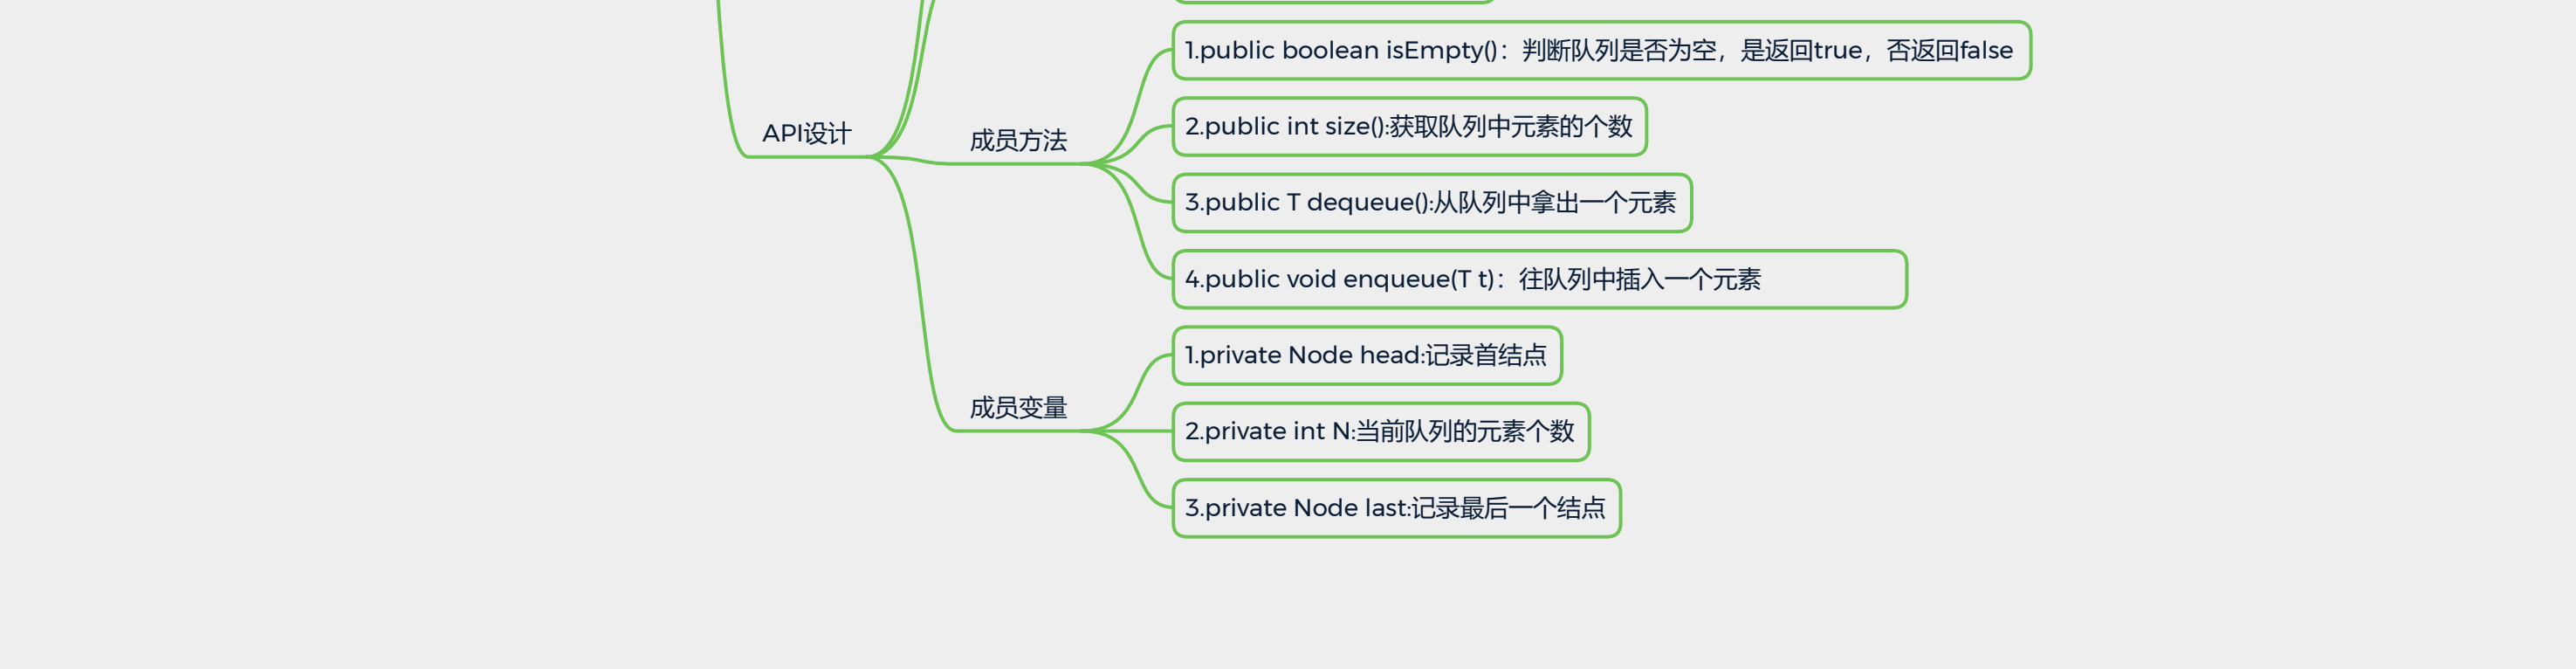 API设计
成员方法
1.public boolean isEmpty()：判断队列是否为空，是返回true，否返回false
2.public int size():获取队列中元素的个数
3.public T dequeue():从队列中拿出一个元素
4.public void enqueue(T t)：往队列中插入一个元素
成员变量
1.private Node head:记录首结点
2.private int N:当前队列的元素个数
3.private Node last:记录最后一个结点